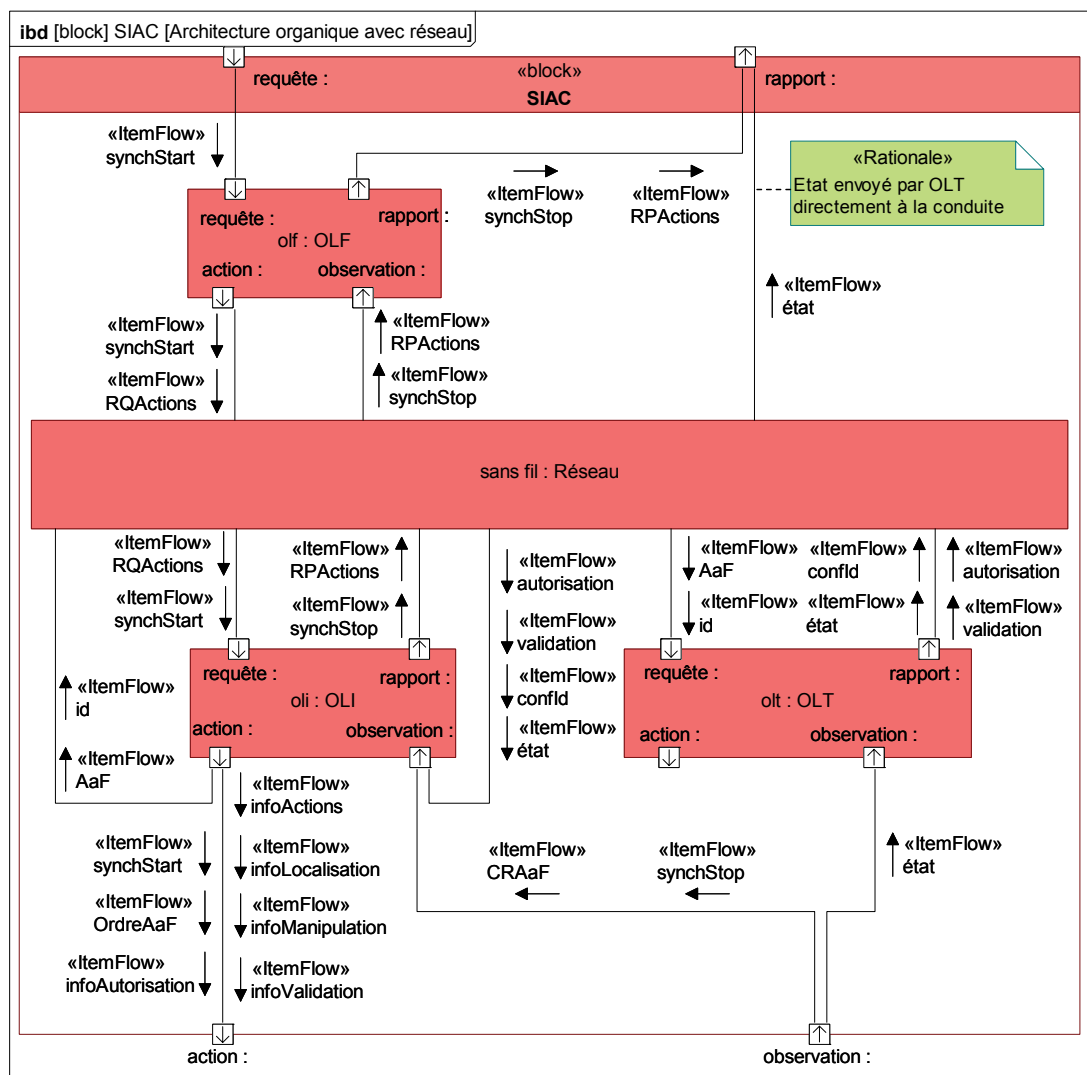 ibd [block] SIAC [Architecture organique avec réseau]
requête :
«block»
SIAC
rapport :
«ItemFlow»
synchStart
«ItemFlow»
synchStop
«ItemFlow»
RPActions
«Rationale»
Etat envoyé par OLT
directement à la conduite
requête :
rapport :
olf : OLF
action :
observation :
«ItemFlow»
état
«ItemFlow»
synchStart
«ItemFlow»
RQActions
«ItemFlow»
RPActions
«ItemFlow»
synchStop
sans fil : Réseau
«ItemFlow»
RQActions
«ItemFlow»
synchStart
«ItemFlow»
RPActions
«ItemFlow»
synchStop
«ItemFlow»
autorisation
«ItemFlow»
validation
«ItemFlow»
confId
«ItemFlow»
état
«ItemFlow»
AaF
«ItemFlow»
id
«ItemFlow»
confId
«ItemFlow»
état
«ItemFlow»
autorisation
«ItemFlow»
validation
«ItemFlow»
id
«ItemFlow»
AaF
requête :
rapport :
oli : OLI
action :
observation :
requête :
rapport :
olt : OLT
action :
observation :
«ItemFlow»
infoActions
«ItemFlow»
synchStart
«ItemFlow»
infoLocalisation
«ItemFlow»
OrdreAaF
«ItemFlow»
infoManipulation
«ItemFlow»
infoAutorisation
«ItemFlow»
infoValidation
«ItemFlow»
CRAaF
«ItemFlow»
synchStop
«ItemFlow»
état
action :
observation :